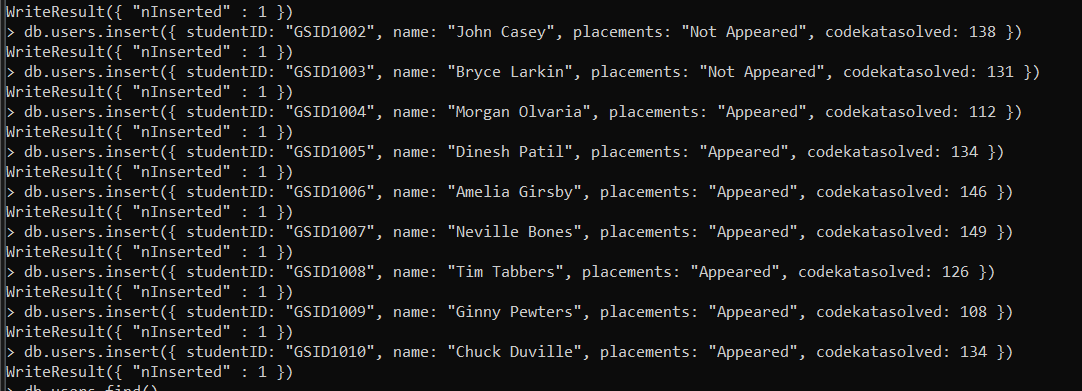 WriteResult({ "nInserted" : 1 })
> db.users.insert({ studentID: "GSID1002", name: "John Casey", placements: "Not Appeared", codekatasolved: 138 })
WriteResult({ "nInserted" : 1 })
> db.users.insert({ studentID: "GSID1003", name: "Bryce Larkin", placements: "Not Appeared", codekatasolved: 131 })
WriteResult({ "nInserted" : 1 })
> db.users.insert({ studentID: "GSID1004", name: "Morgan Olvaria", placements: "Appeared", codekatasolved: 112 })
WriteResult({ "nInserted" : 1 })
> db.users.insert({ studentID: "GSID1005", name: "Dinesh Patil", placements: "Appeared", codekatasolved: 134 })
WriteResult({ "nInserted" : 1 })
> db.users.insert({ studentID: "GSID1006", name: "Amelia Girsby", placements: "Appeared", codekatasolved: 146 })
WriteResult({ "nInserted" : 1 })
> db.users.insert({ studentID: "GSID1007", name: "Neville Bones", placements: "Appeared", codekatasolved: 149 })
WriteResult({ "nInserted" : 1 })
> db.users.insert({ studentID: "GSID1008", name: "Tim Tabbers", placements: "Appeared", codekatasolved: 126 })
WriteResult({ "nInserted" : 1 })
> db.users.insert({ studentID: "GSID1009", name: "Ginny Pewters", placements: "Appeared", codekatasolved: 108 })
WriteResult({ "nInserted" : 1 })
> db.users.insert({ studentID: "GSID1010", name: "Chuck Duville", placements: "Appeared", codekatasolved: 134 })
WriteResult({ "nInserted" : 1 })
> db.users.find()